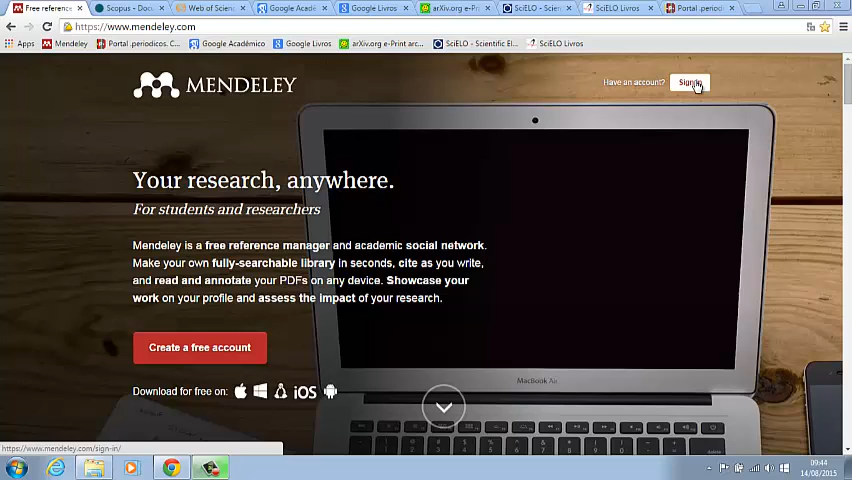 Free reference
Scopus - Docu
Web of Scienc
Google Acadê
Google Livros
arXiv.org e-Prin
SciELO - Scient
SciELO Livros
Portal .periodic
https://www.mendeley.com
Apps
Mendeley
Portal .periodicos. C...
Google Acadêmico
Google Livros
arXiv.org e-Print arc...
SciELO - Scientific El...
SciELO Livros
MENDELEY
Have an account?
Sign in
Your research, anywhere.
For students and researchers
Mendeley is a free reference manager and academic social network.
Make your own fully-searchable library in seconds, cite as you write,
and read and annotate your PDFs on any device. Showcase your
work on your profile and assess the impact of your research.
Create a free account
Download for free on:
iOS
MacBook Air
https://www.mendeley.com/sign-in/
09:44
14/08/2015